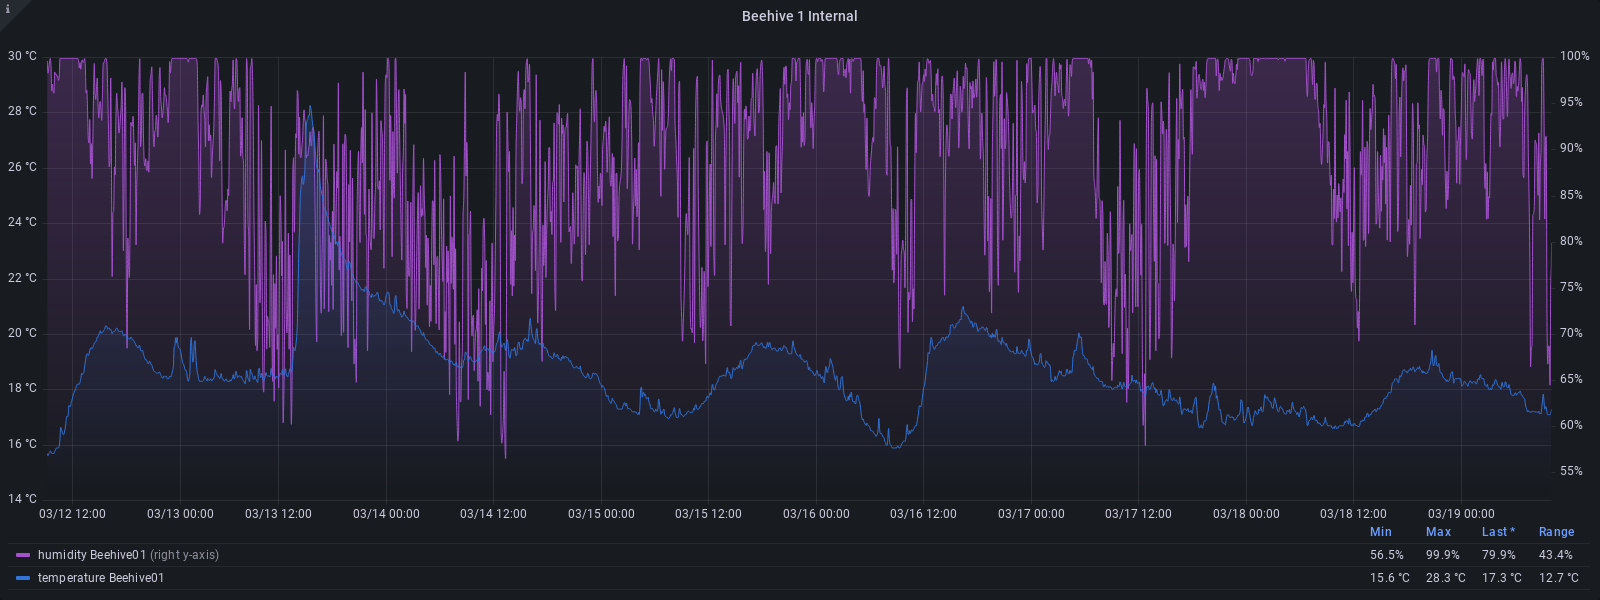 i
Beehive 1 Internal
30 °C 100%
28 °C 95%
90%
26 °C 85%
24 °C 80%
22 °C 75%
20 °C 70%
18 °C 65%
16 °C 60%
55%
14 °C
03/12 12:00 03/13 00:00 03/13 12:00 03/14 00:00 03/14 12:00 03/15 00:00 03/15 12:00 03/16 00:00 03/16 12:00 03/17 00:00 03/17 12:00 03/18 00:00 03/18 12:00 03/19 00:00
Min Max Last * Range
humidity Beehive01 (right y-axis) 56.5% 99.9% 79.9% 43.4%
temperature Beehive01 15.6 °C 28.3 °C 17.3 °C 12.7 °C